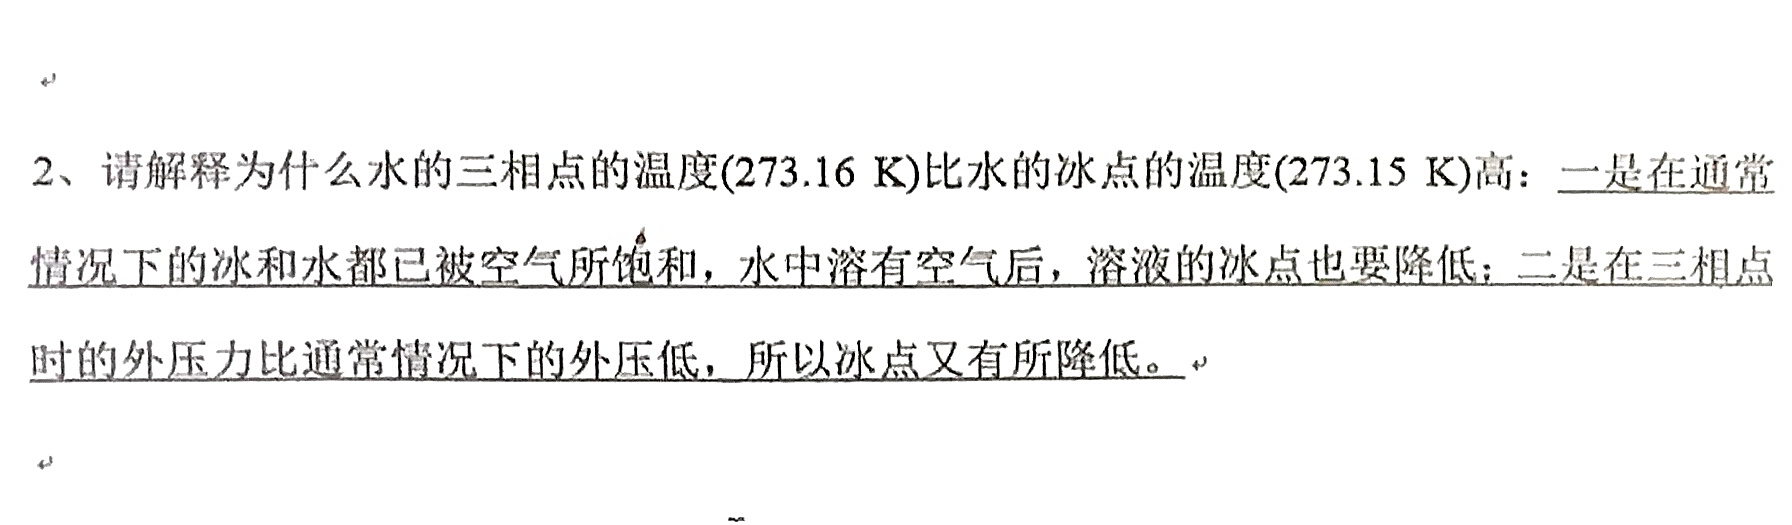 2、请解释为什么水的三相点的温度(273.16 K)比水的冰点的温度(273.15 K)高：一是在通常
情况下的冰和水都已被空气所饱和，水中溶有空气后，溶液的冰点也要降低；二是在三相点
时的外压力比通常情况下的外压低，所以冰点又有所降低。